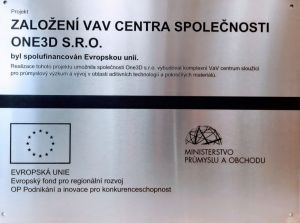 Projekt
ZALOŽENÍ VAV CENTRA SPOLEČNOSTI
ONE3D S.R.O.
byl spolufinancován Evropskou unií.
Realizace tohoto projektu umožnila společnosti One3D s.r.o. vybudovat komplexní VaV centrum sloužící
pro průmyslový výzkum a vývoj v oblasti aditivních technologií a pokročilých materiálů.
EVROPSKÁ UNIE
Evropský fond pro regionální rozvoj
OP Podnikání a inovace pro konkurenceschopnost
MINISTERSTVO
PRŮMYSLU A OBCHODU